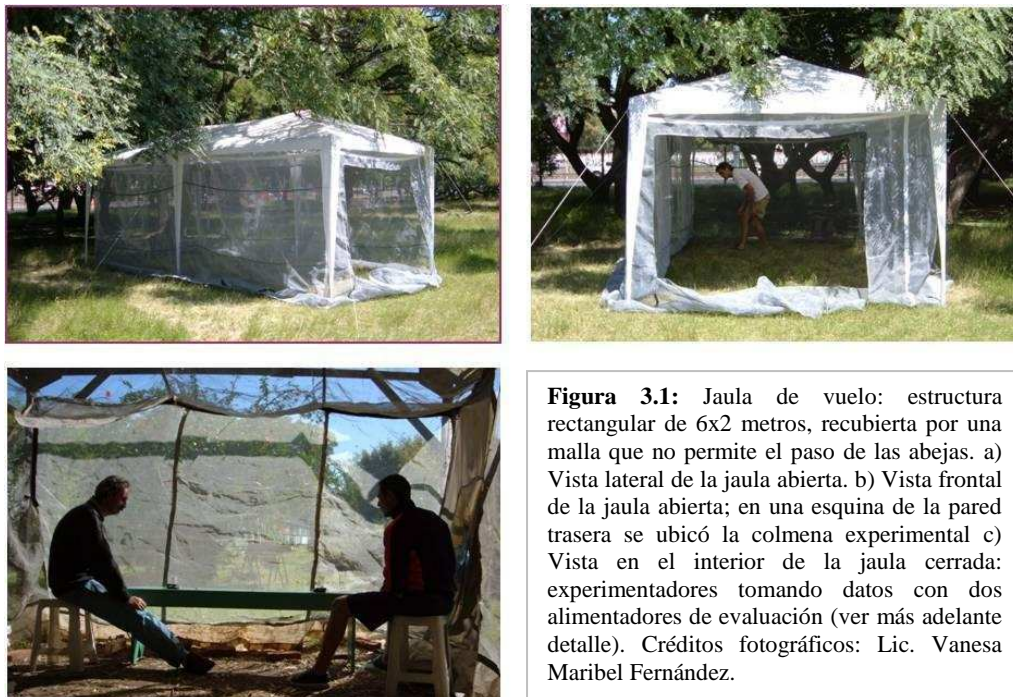 Figura 3.1: Jaula de vuelo: estructura
rectangular de 6x2 metros, recubierta por una
malla que no permite el paso de las abejas. a)
Vista lateral de la jaula abierta. b) Vista frontal
de la jaula abierta; en una esquina de la pared
trasera se ubicó la colmena experimental c)
Vista en el interior de la jaula cerrada:
experimentadores tomando datos con dos
alimentadores de evaluación (ver más adelante
detalle). Créditos fotográficos: Lic. Vanesa
Maribel Fernández.